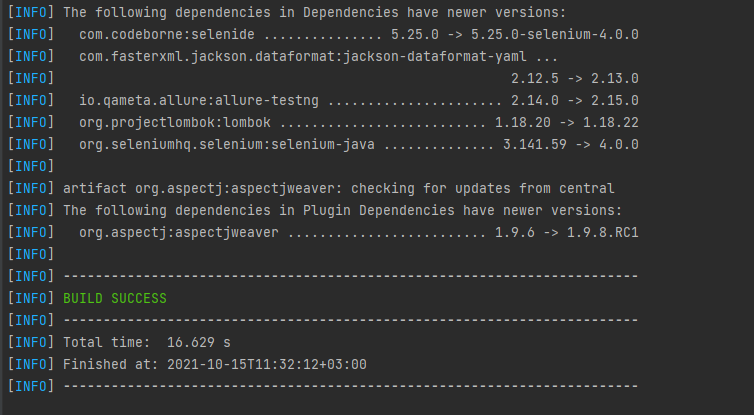 [INFO] The following dependencies in Dependencies have newer versions:
[INFO]   com.codeborne:selenide ............... 5.25.0 -> 5.25.0-selenium-4.0.0
[INFO]   com.fasterxml.jackson.dataformat:jackson-dataformat-yaml ...
[INFO]                                                         2.12.5 -> 2.13.0
[INFO]   io.qameta.allure:allure-testng ...................... 2.14.0 -> 2.15.0
[INFO]   org.projectlombok:lombok .......................... 1.18.20 -> 1.18.22
[INFO]   org.seleniumhq.selenium:selenium-java .............. 3.141.59 -> 4.0.0
[INFO]
[INFO] artifact org.aspectj:aspectjweaver: checking for updates from central
[INFO] The following dependencies in Plugin Dependencies have newer versions:
[INFO]   org.aspectj:aspectjweaver ......................... 1.9.6 -> 1.9.8.RC1
[INFO]
[INFO] ------------------------------------------------------------------------
[INFO] BUILD SUCCESS
[INFO] ------------------------------------------------------------------------
[INFO] Total time:  16.629 s
[INFO] Finished at: 2021-10-15T11:32:12+03:00
[INFO] ------------------------------------------------------------------------